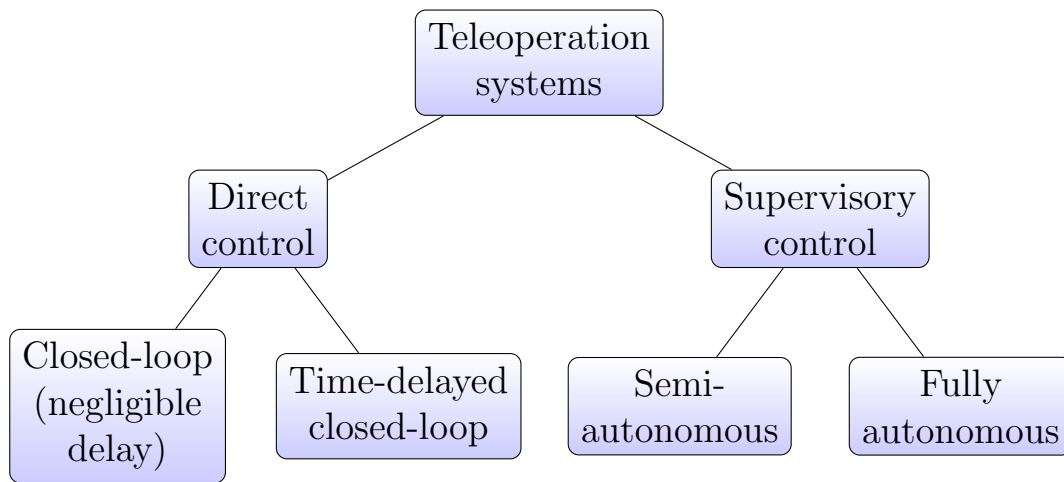 Teleoperation
systems
Direct
control
Supervisory
control
Closed-loop
(negligible
delay)
Time-delayed
closed-loop
Semi-
autonomous
Fully
autonomous